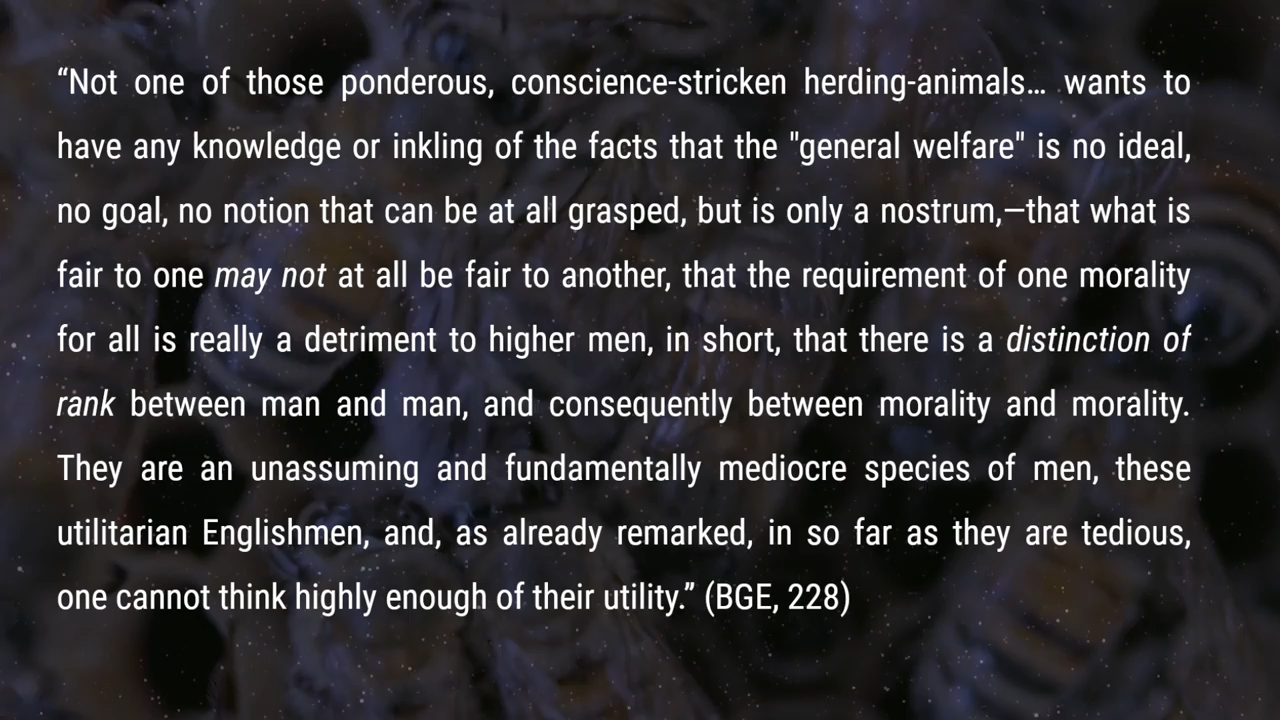 “Not one of those ponderous, conscience-stricken herding-animals… wants to
have any knowledge or inkling of the facts that the "general welfare" is no ideal,
no goal, no notion that can be at all grasped, but is only a nostrum,—that what is
fair to one may not at all be fair to another, that the requirement of one morality
for all is really a detriment to higher men, in short, that there is a distinction of
rank between man and man, and consequently between morality and morality.
They are an unassuming and fundamentally mediocre species of men, these
utilitarian Englishmen, and, as already remarked, in so far as they are tedious,
one cannot think highly enough of their utility.” (BGE, 228)